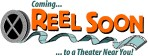 Coming...
REEL SOON
... to a Theater Near You!